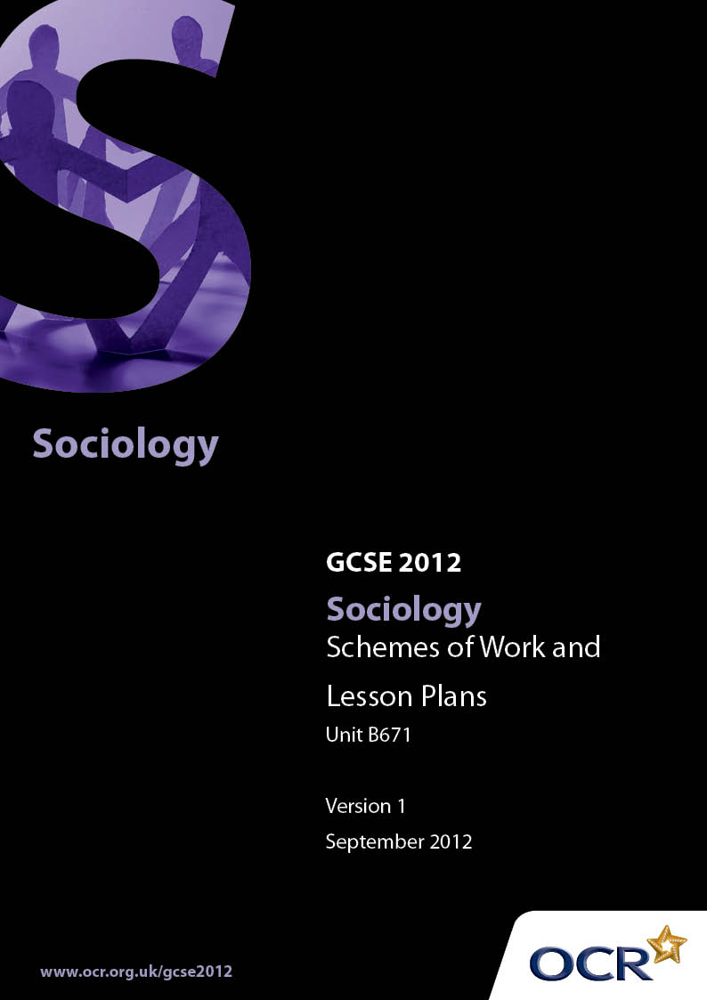 S
Sociology
GCSE 2012
Sociology
Schemes of Work and
Lesson Plans
Unit B671
Version 1
September 2012
www.ocr.org.uk/gcse2012
OCR